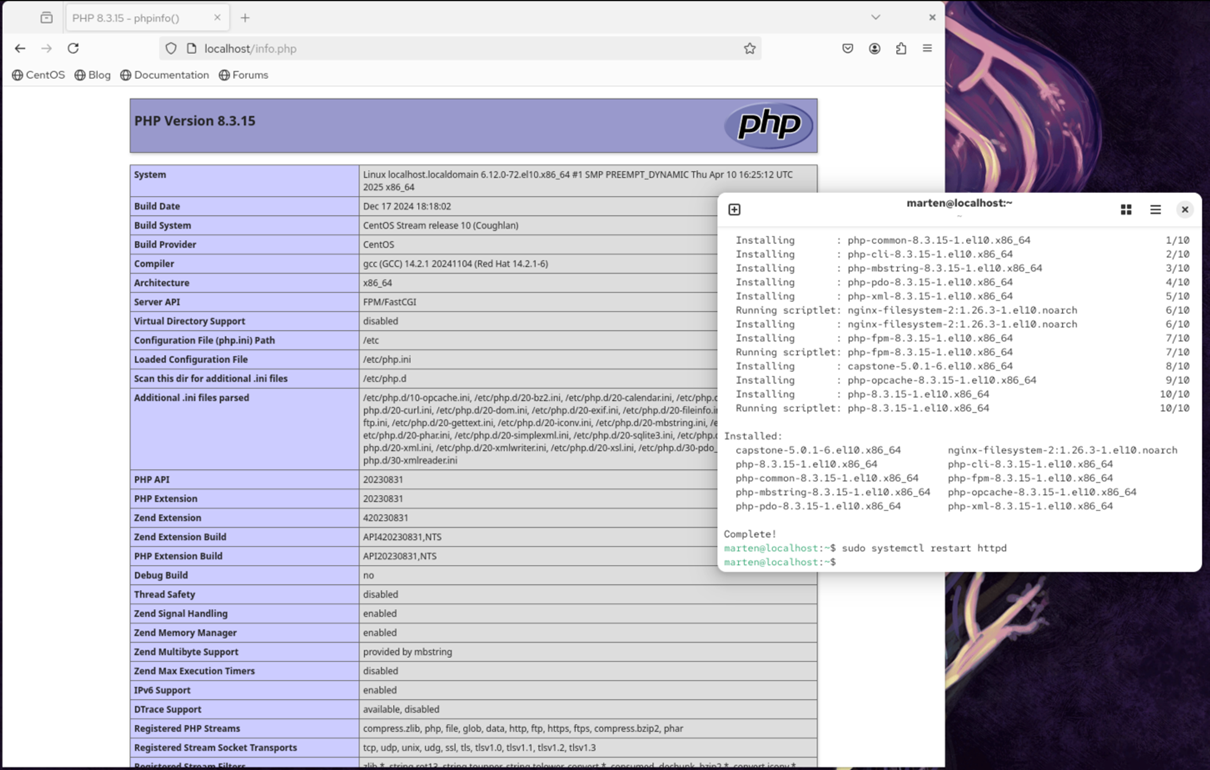 PHP 8.3.15 - phpinfo()
localhost/info.php
CentOS Blog Documentation Forums
PHP Version 8.3.15
php
System Linux localhost.localdomain 6.12.0-72.el10.x86_64 #1 SMP PREEMPT_DYNAMIC Thu Apr 10 16:25:12 UTC
2025 x86_64
Build Date Dec 17 2024 18:18:02
Build System CentOS Stream release 10 (Coughlan)
Build Provider CentOS
Compiler gcc (GCC) 14.2.1 20241104 (Red Hat 14.2.1-6)
Architecture x86_64
Server API FPM/FastCGI
Virtual Directory Support disabled
Configuration File (php.ini) Path /etc
Loaded Configuration File /etc/php.ini
Scan this dir for additional .ini files /etc/php.d
Additional .ini files parsed /etc/php.d/10-opcache.ini, /etc/php.d/20-bz2.ini, /etc/php.d/20-calendar.ini, /etc/php.d
php.d/20-curl.ini, /etc/php.d/20-dom.ini, /etc/php.d/20-exif.ini, /etc/php.d/20-fileinfo.in
ftp.ini, /etc/php.d/20-gettext.ini, /etc/php.d/20-iconv.ini, /etc/php.d/20-mbstring.ini, /e
etc/php.d/20-phar.ini, /etc/php.d/20-simplexml.ini, /etc/php.d/20-sqlite3.ini, /etc/php.d
php.d/20-xml.ini, /etc/php.d/20-xmlwriter.ini, /etc/php.d/20-xsl.ini, /etc/php.d/30-pdo_
php.d/30-xmlreader.ini
PHP API 20230831
PHP Extension 20230831
Zend Extension 420230831
Zend Extension Build API420230831,NTS
PHP Extension Build API20230831,NTS
Debug Build no
Thread Safety disabled
Zend Signal Handling enabled
Zend Memory Manager enabled
Zend Multibyte Support provided by mbstring
Zend Max Execution Timers disabled
IPv6 Support enabled
DTrace Support available, disabled
Registered PHP Streams compress.zlib, php, file, glob, data, http, ftp, https, ftps, compress.bzip2, phar
Registered Stream Socket Transports tcp, udp, unix, udg, ssl, tls, tlsv1.0, tlsv1.1, tlsv1.2, tlsv1.3
Registered Stream Filters zlib.*, string.rot13, string.toupper, string.tolower, convert.*, consumed, dechunk, bzip2.*, convert.iconv.*
marten@localhost:~
~
Installing : php-common-8.3.15-1.el10.x86_64 1/10
Installing : php-cli-8.3.15-1.el10.x86_64 2/10
Installing : php-mbstring-8.3.15-1.el10.x86_64 3/10
Installing : php-pdo-8.3.15-1.el10.x86_64 4/10
Installing : php-xml-8.3.15-1.el10.x86_64 5/10
Running scriptlet: nginx-filesystem-2:1.26.3-1.el10.noarch 6/10
Installing : nginx-filesystem-2:1.26.3-1.el10.noarch 6/10
Installing : php-fpm-8.3.15-1.el10.x86_64 7/10
Running scriptlet: php-fpm-8.3.15-1.el10.x86_64 7/10
Installing : capstone-5.0.1-6.el10.x86_64 8/10
Installing : php-opcache-8.3.15-1.el10.x86_64 9/10
Installing : php-8.3.15-1.el10.x86_64 10/10
Running scriptlet: php-8.3.15-1.el10.x86_64 10/10
Installed:
capstone-5.0.1-6.el10.x86_64 nginx-filesystem-2:1.26.3-1.el10.noarch
php-8.3.15-1.el10.x86_64 php-cli-8.3.15-1.el10.x86_64
php-common-8.3.15-1.el10.x86_64 php-fpm-8.3.15-1.el10.x86_64
php-mbstring-8.3.15-1.el10.x86_64 php-opcache-8.3.15-1.el10.x86_64
php-pdo-8.3.15-1.el10.x86_64 php-xml-8.3.15-1.el10.x86_64
Complete!
marten@localhost:~$ sudo systemctl restart httpd
marten@localhost:~$